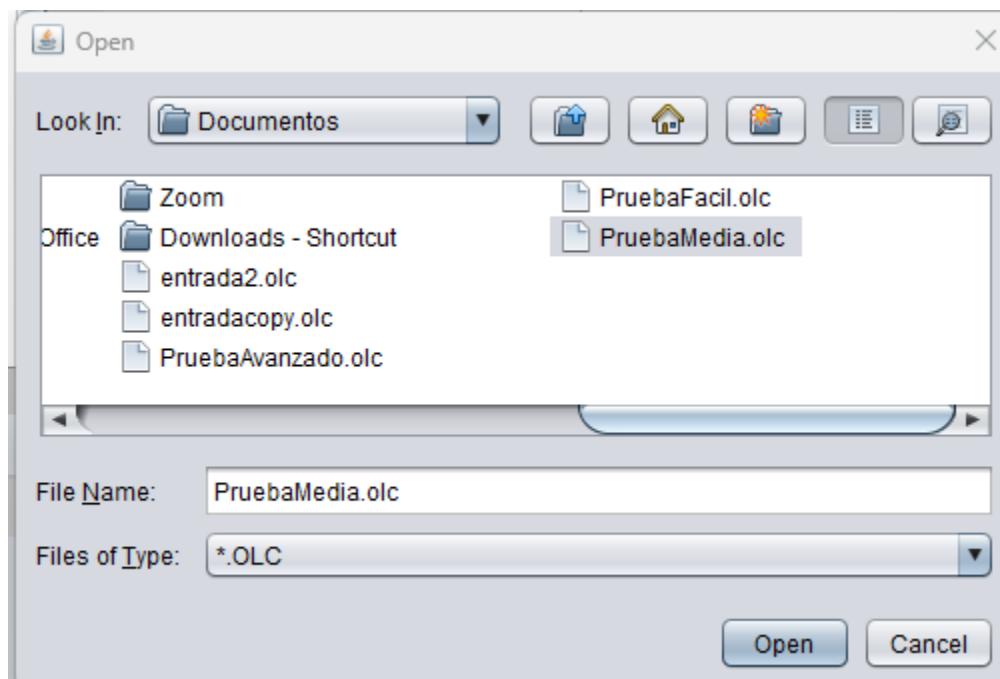 Open
Look In: Documentos
Zoom
Office Downloads - Shortcut
entrada2.olc
entradacopy.olc
PruebaAvanzado.olc
PruebaFacil.olc
PruebaMedia.olc
File Name: PruebaMedia.olc
Files of Type: *.OLC
Open Cancel